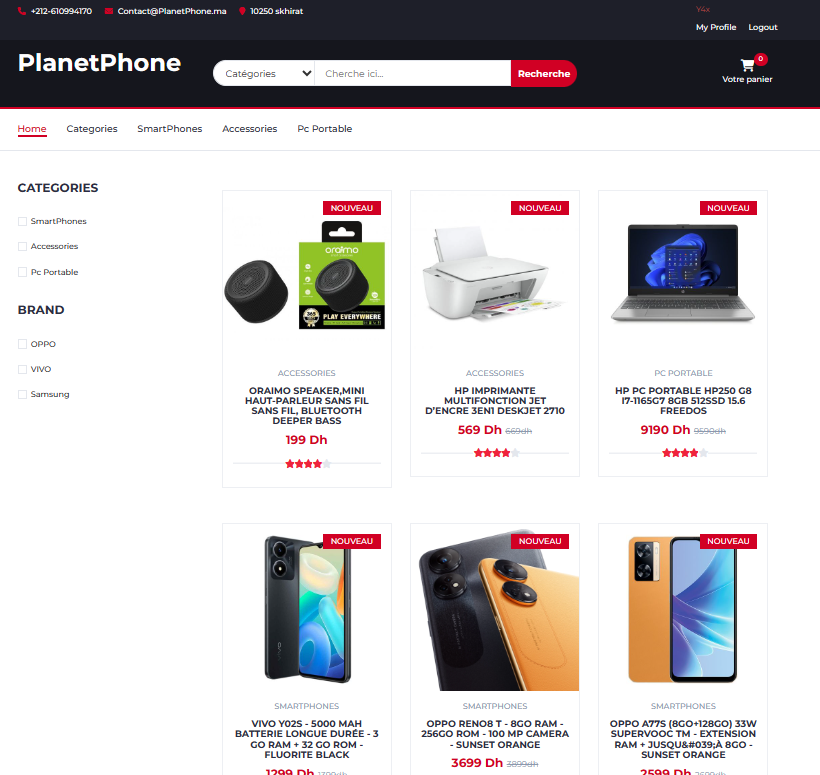 +212-610994170 Contact@PlanetPhone.ma 10250 skhirat
Y4x
My Profile Logout
PlanetPhone
Catégories Cherche ici... Recherche
0
Votre panier
Home Categories SmartPhones Accessories Pc Portable
CATEGORIES
SmartPhones
Accessories
Pc Portable
BRAND
OPPO
VIVO
Samsung
NOUVEAU
oraimo
365
PLAY EVERYWHERE
ACCESSORIES
ORAIMO SPEAKER,MINI
HAUT-PARLEUR SANS FIL
SANS FIL, BLUETOOTH
DEEPER BASS
199 Dh
NOUVEAU
ACCESSORIES
HP IMPRIMANTE
MULTIFONCTION JET
D'ENCRE 3EN1 DESKJET 2710
569 Dh 669dh
NOUVEAU
PC PORTABLE
HP PC PORTABLE HP250 G8
I7-1165G7 8GB 512SSD 15.6
FREEDOS
9190 Dh 9590dh
NOUVEAU
vivo
SMARTPHONES
VIVO Y02S - 5000 MAH
BATTERIE LONGUE DURÉE - 3
GO RAM + 32 GO ROM -
FLUORITE BLACK
1299 Dh 1399dh
NOUVEAU
SMARTPHONES
OPPO RENO8 T - 8GO RAM -
256GO ROM - 100 MP CAMERA
- SUNSET ORANGE
3699 Dh 3899dh
NOUVEAU
SMARTPHONES
OPPO A77S (8GO+128GO) 33W
SUPERVOOC TM - EXTENSION
RAM + JUSQU&#039;À 8GO -
SUNSET ORANGE
2599 Dh